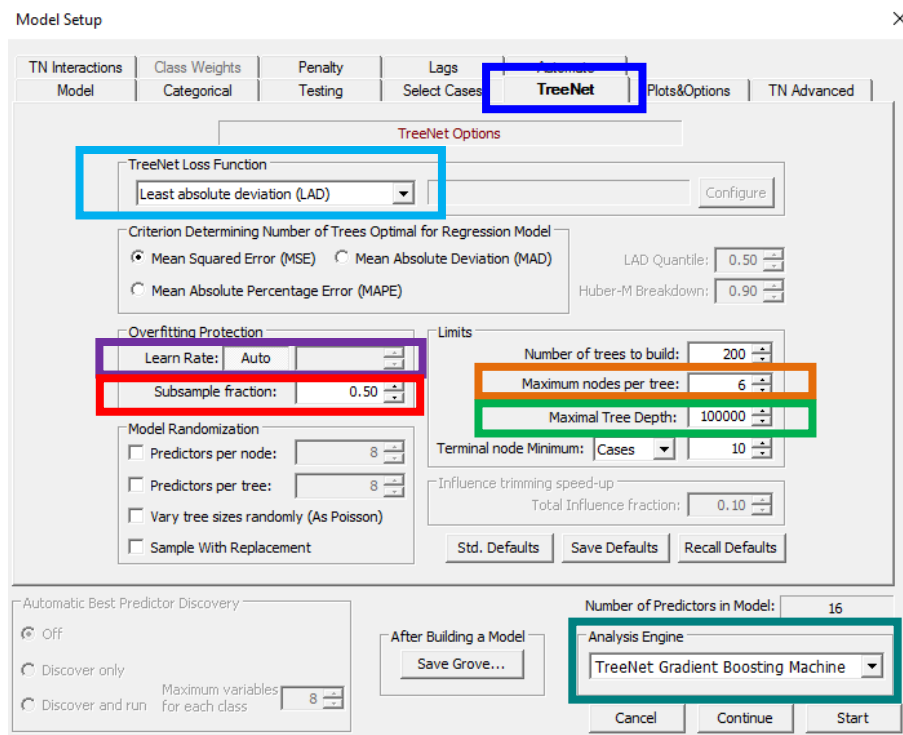 Model Setup
TN Interactions Class Weights Penalty Lags Automate
Model Categorical Testing Select Cases TreeNet Plots&Options TN Advanced
TreeNet Options
TreeNet Loss Function
Least absolute deviation (LAD) Configure
Criterion Determining Number of Trees Optimal for Regression Model
Mean Squared Error (MSE) Mean Absolute Deviation (MAD) LAD Quantile: 0.50
Mean Absolute Percentage Error (MAPE) Huber-M Breakdown: 0.90
Overfitting Protection Limits
Learn Rate: Auto Number of trees to build: 200
Subsample fraction: 0.50 Maximum nodes per tree: 6
Maximal Tree Depth: 100000
Model Randomization Terminal node Minimum: Cases 10
Predictors per node: 8
Predictors per tree: 8 Influence trimming speed-up
Total Influence fraction: 0.10
Vary tree sizes randomly (As Poisson)
Sample With Replacement Std. Defaults Save Defaults Recall Defaults
Automatic Best Predictor Discovery Number of Predictors in Model: 16
Off After Building a Model Analysis Engine
Discover only Save Grove... TreeNet Gradient Boosting Machine
Discover and run Maximum variables for each class 8
Cancel Continue Start